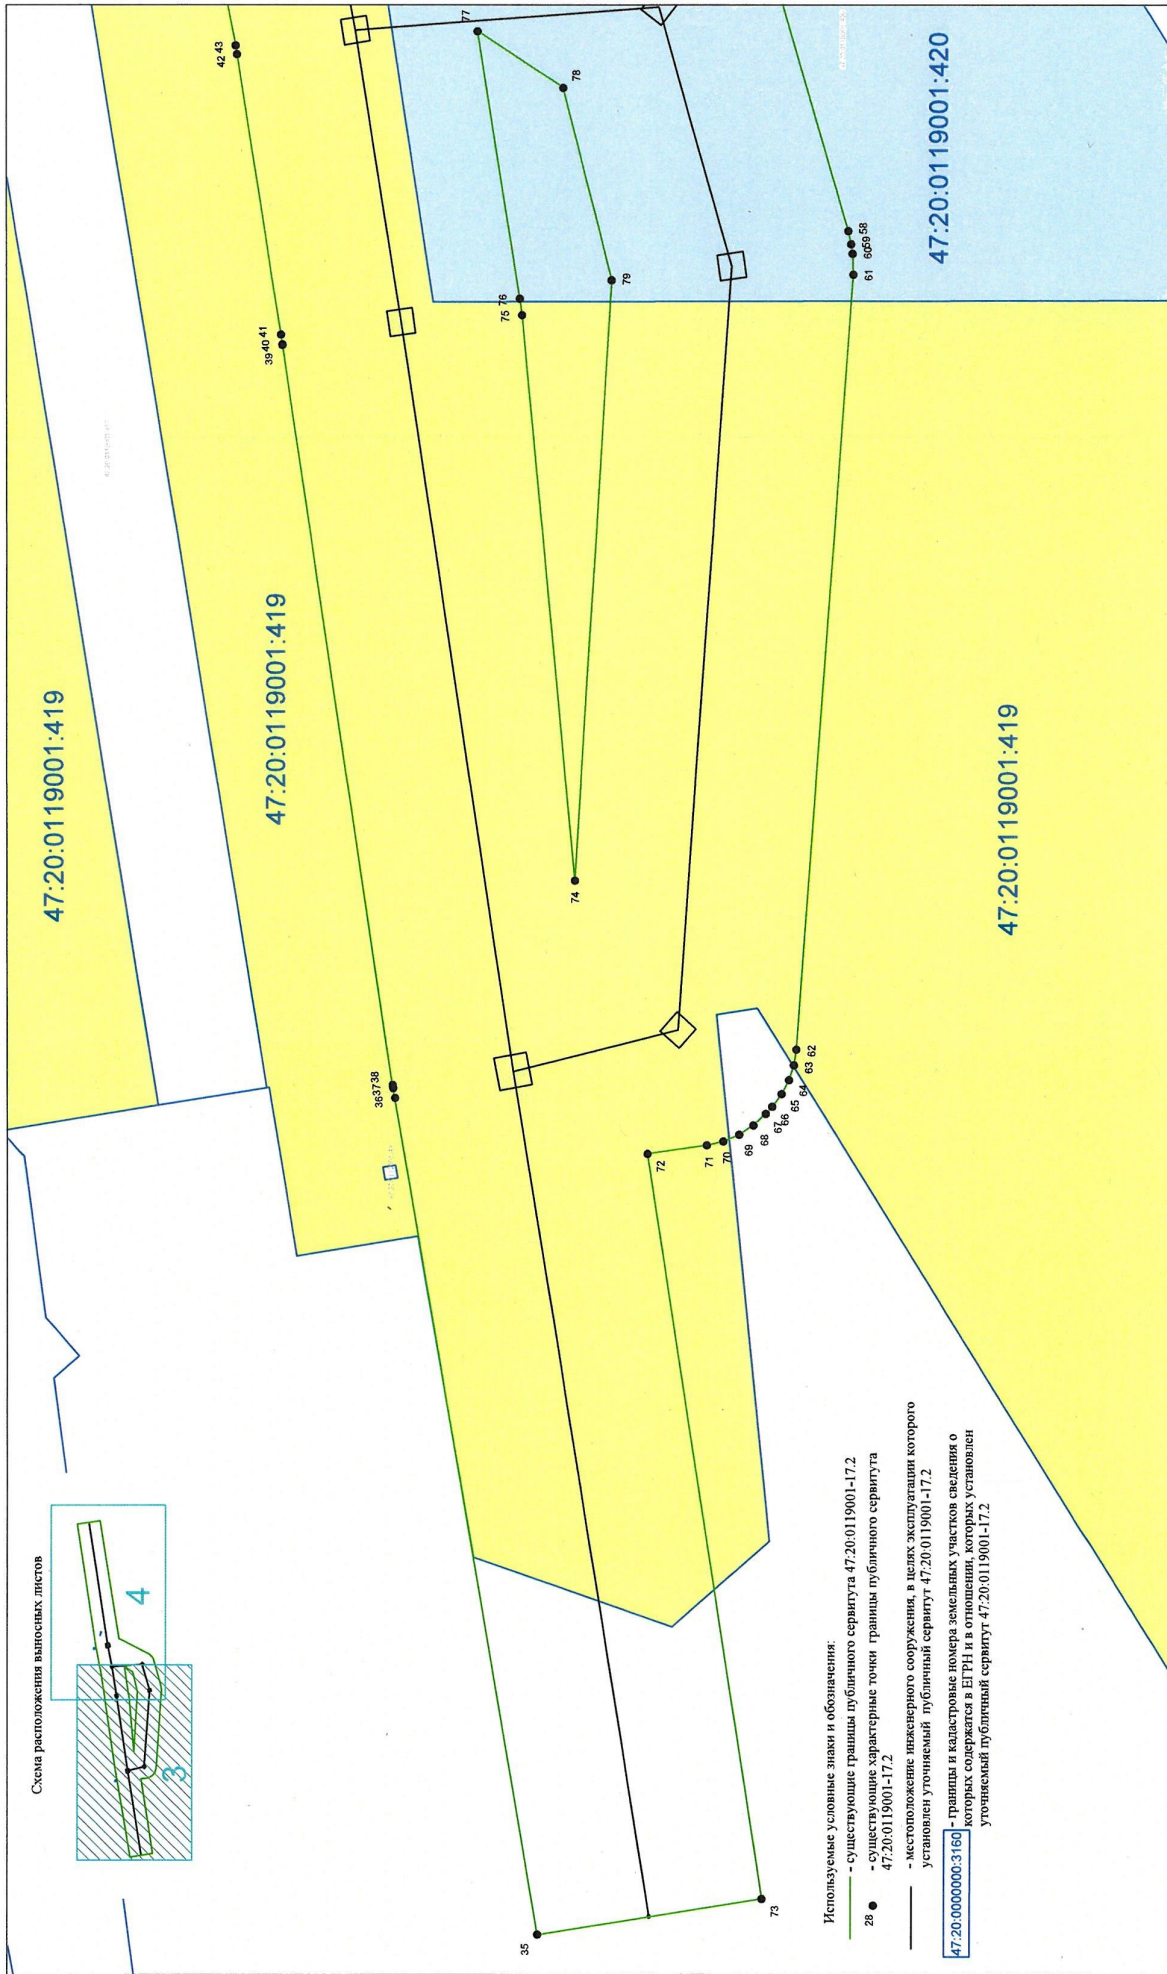 Схема расположения выносных листов
3
4
47:20:0119001:419
47:20:0119001:419
47:20:0119001:420
47:20:0119001:419
42 43
39 40 41
36 37 38
35
77
78
76
75
79
74
58
59
60
61
62
63
64
65
66
67
68
69
70
71
72
73
Используемые условные знаки и обозначения:
- существующие границы публичного сервитута 47:20:0119001-17.2
28 - существующие характерные точки границы публичного сервитута
47:20:0119001-17.2
- местоположение инженерного сооружения, в целях эксплуатации которого
установлен уточняемый публичный сервитут 47:20:0119001-17.2
47:20:0000000:3160 - границы и кадастровые номера земельных участков сведения о
которых содержатся в ЕГРН и в отношении, которых установлен
уточняемый публичный сервитут 47:20:0119001-17.2